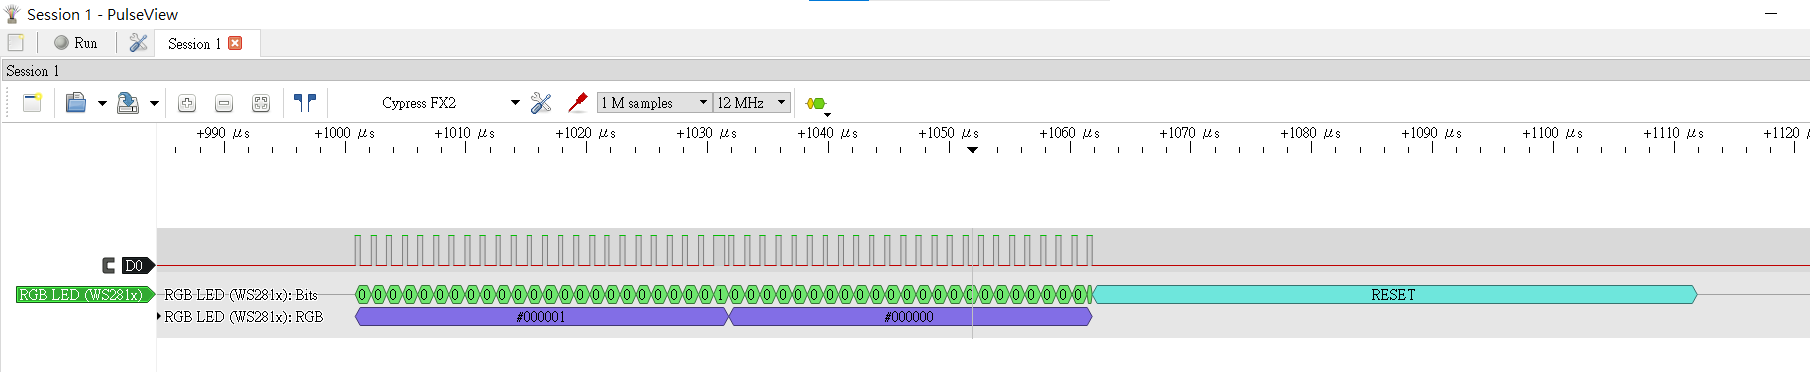 Session 1 - PulseView
Run
Session 1
Session 1
Cypress FX2
1 M samples
12 MHz
+990 μs +1000 μs +1010 μs +1020 μs +1030 μs +1040 μs +1050 μs +1060 μs +1070 μs +1080 μs +1090 μs +1100 μs +1110 μs +1120 μ
D0
RGB LED (WS281x)
RGB LED (WS281x): Bits
0 0 0 0 0 0 0 0 0 0 0 0 0 0 0 0 0 0 0 0 0 0 0 1 0 0 0 0 0 0 0 0 0 0 0 0 0 0 0 0 0 0 0 0 0 0 0
RESET
RGB LED (WS281x): RGB
#000001
#000000